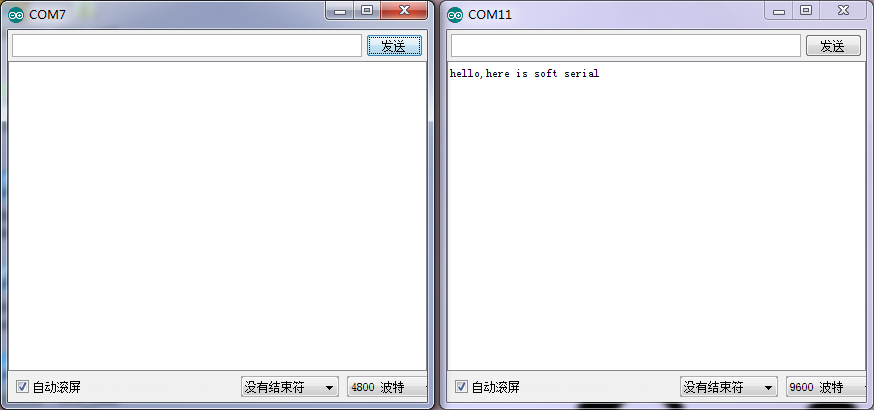 COM7
发送
自动滚屏
没有结束符
4800 波特
COM11
发送
hello,here is soft serial
自动滚屏
没有结束符
9600 波特